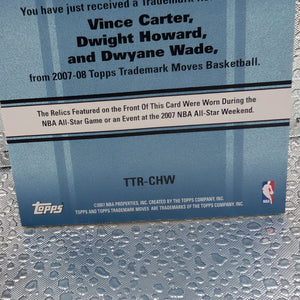 You have just received a Trademark
Vince Carter,
Dwight Howard,
and Dwyane Wade,
from 2007-08 Topps Trademark Moves Basketball.
The Relics Featured on the Front Of This Card Were Worn During the
NBA All-Star Game or an Event at the 2007 NBA All-Star Weekend.
TTR-CHW
TOPPS
©2007 NBA PROPERTIES, INC. CREATED BY THE TOPPS COMPANY, INC.
TOPPS AND TOPPS TRADEMARK MOVES ARE TRADEMARKS OF THE TOPPS COMPANY, INC.
NBA